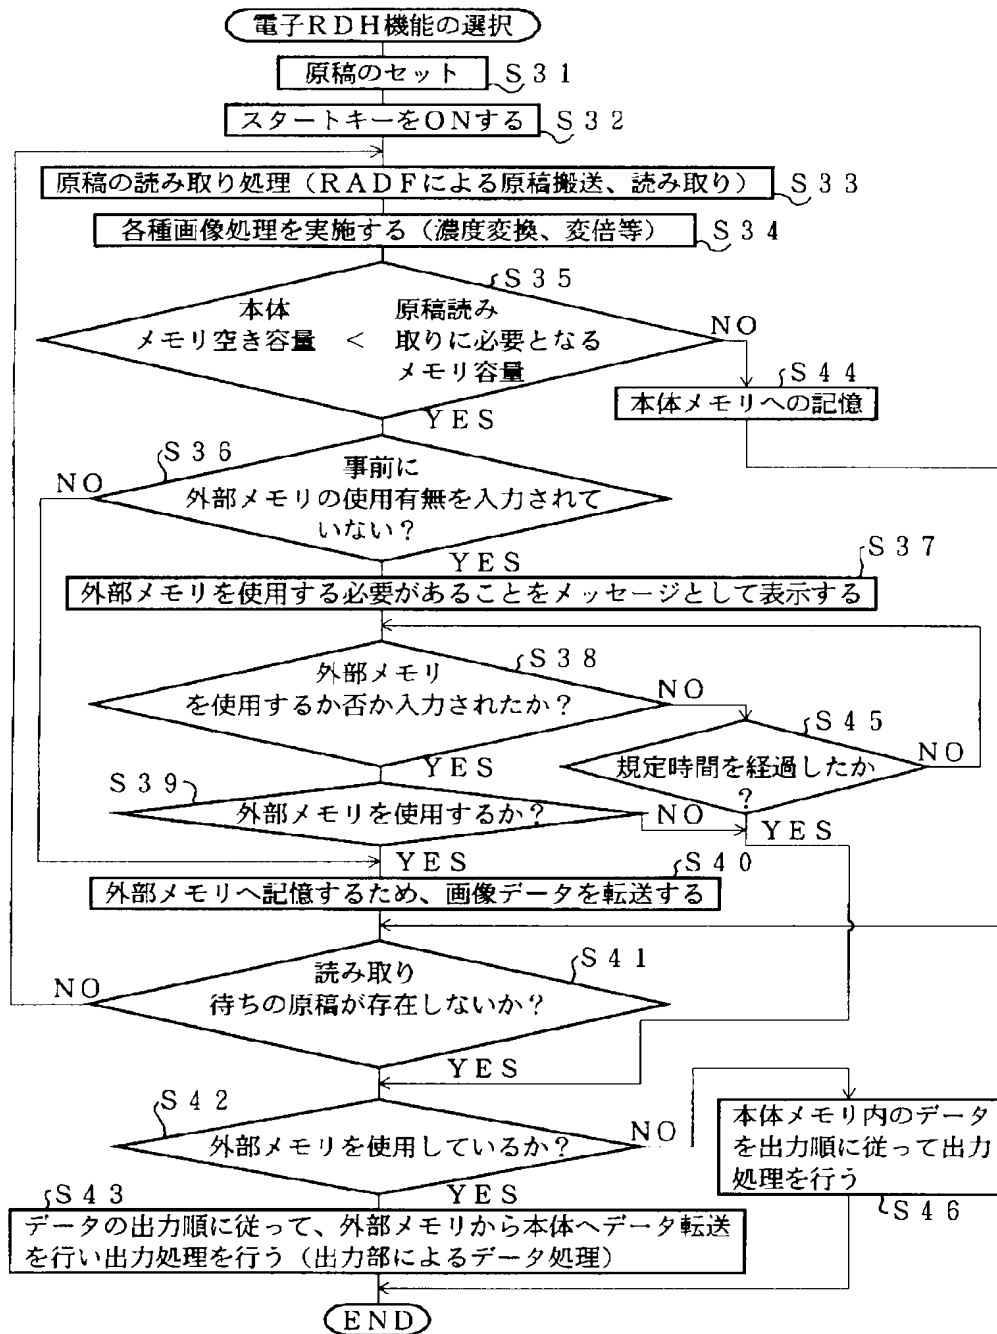 電子RDH機能の選択
原稿のセット
S31
スタートキーをONする
S32
原稿の読み取り処理（RADFによる原稿搬送、読み取り）
S33
各種画像処理を実施する（濃度変換、変倍等）
S34
S35
本体 原稿読み
メモリ空き容量 ＜ 取りに必要となる
メモリ容量
NO
YES
S44
本体メモリへの記憶
S36
事前に
外部メモリの使用有無を入力されて
いない？
NO
YES
S37
外部メモリを使用する必要があることをメッセージとして表示する
S38
外部メモリ
を使用するか否か入力されたか？
NO
YES
S45
規定時間を経過したか
？
NO
YES
S39
外部メモリを使用するか？
NO
YES
S40
外部メモリへ記憶するため、画像データを転送する
S41
読み取り
待ちの原稿が存在しないか？
NO
YES
S42
外部メモリを使用しているか？
NO
YES
本体メモリ内のデータ
を出力順に従って出力
処理を行う
S46
S43
データの出力順に従って、外部メモリから本体へデータ転送
を行い出力処理を行う（出力部によるデータ処理）
END